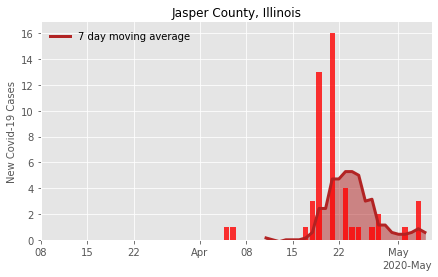 Jasper County, Illinois
7 day moving average
New Covid-19 Cases
16
14
12
10
8
6
4
2
0
08 15 22 Apr 08 15 22 May
2020-May